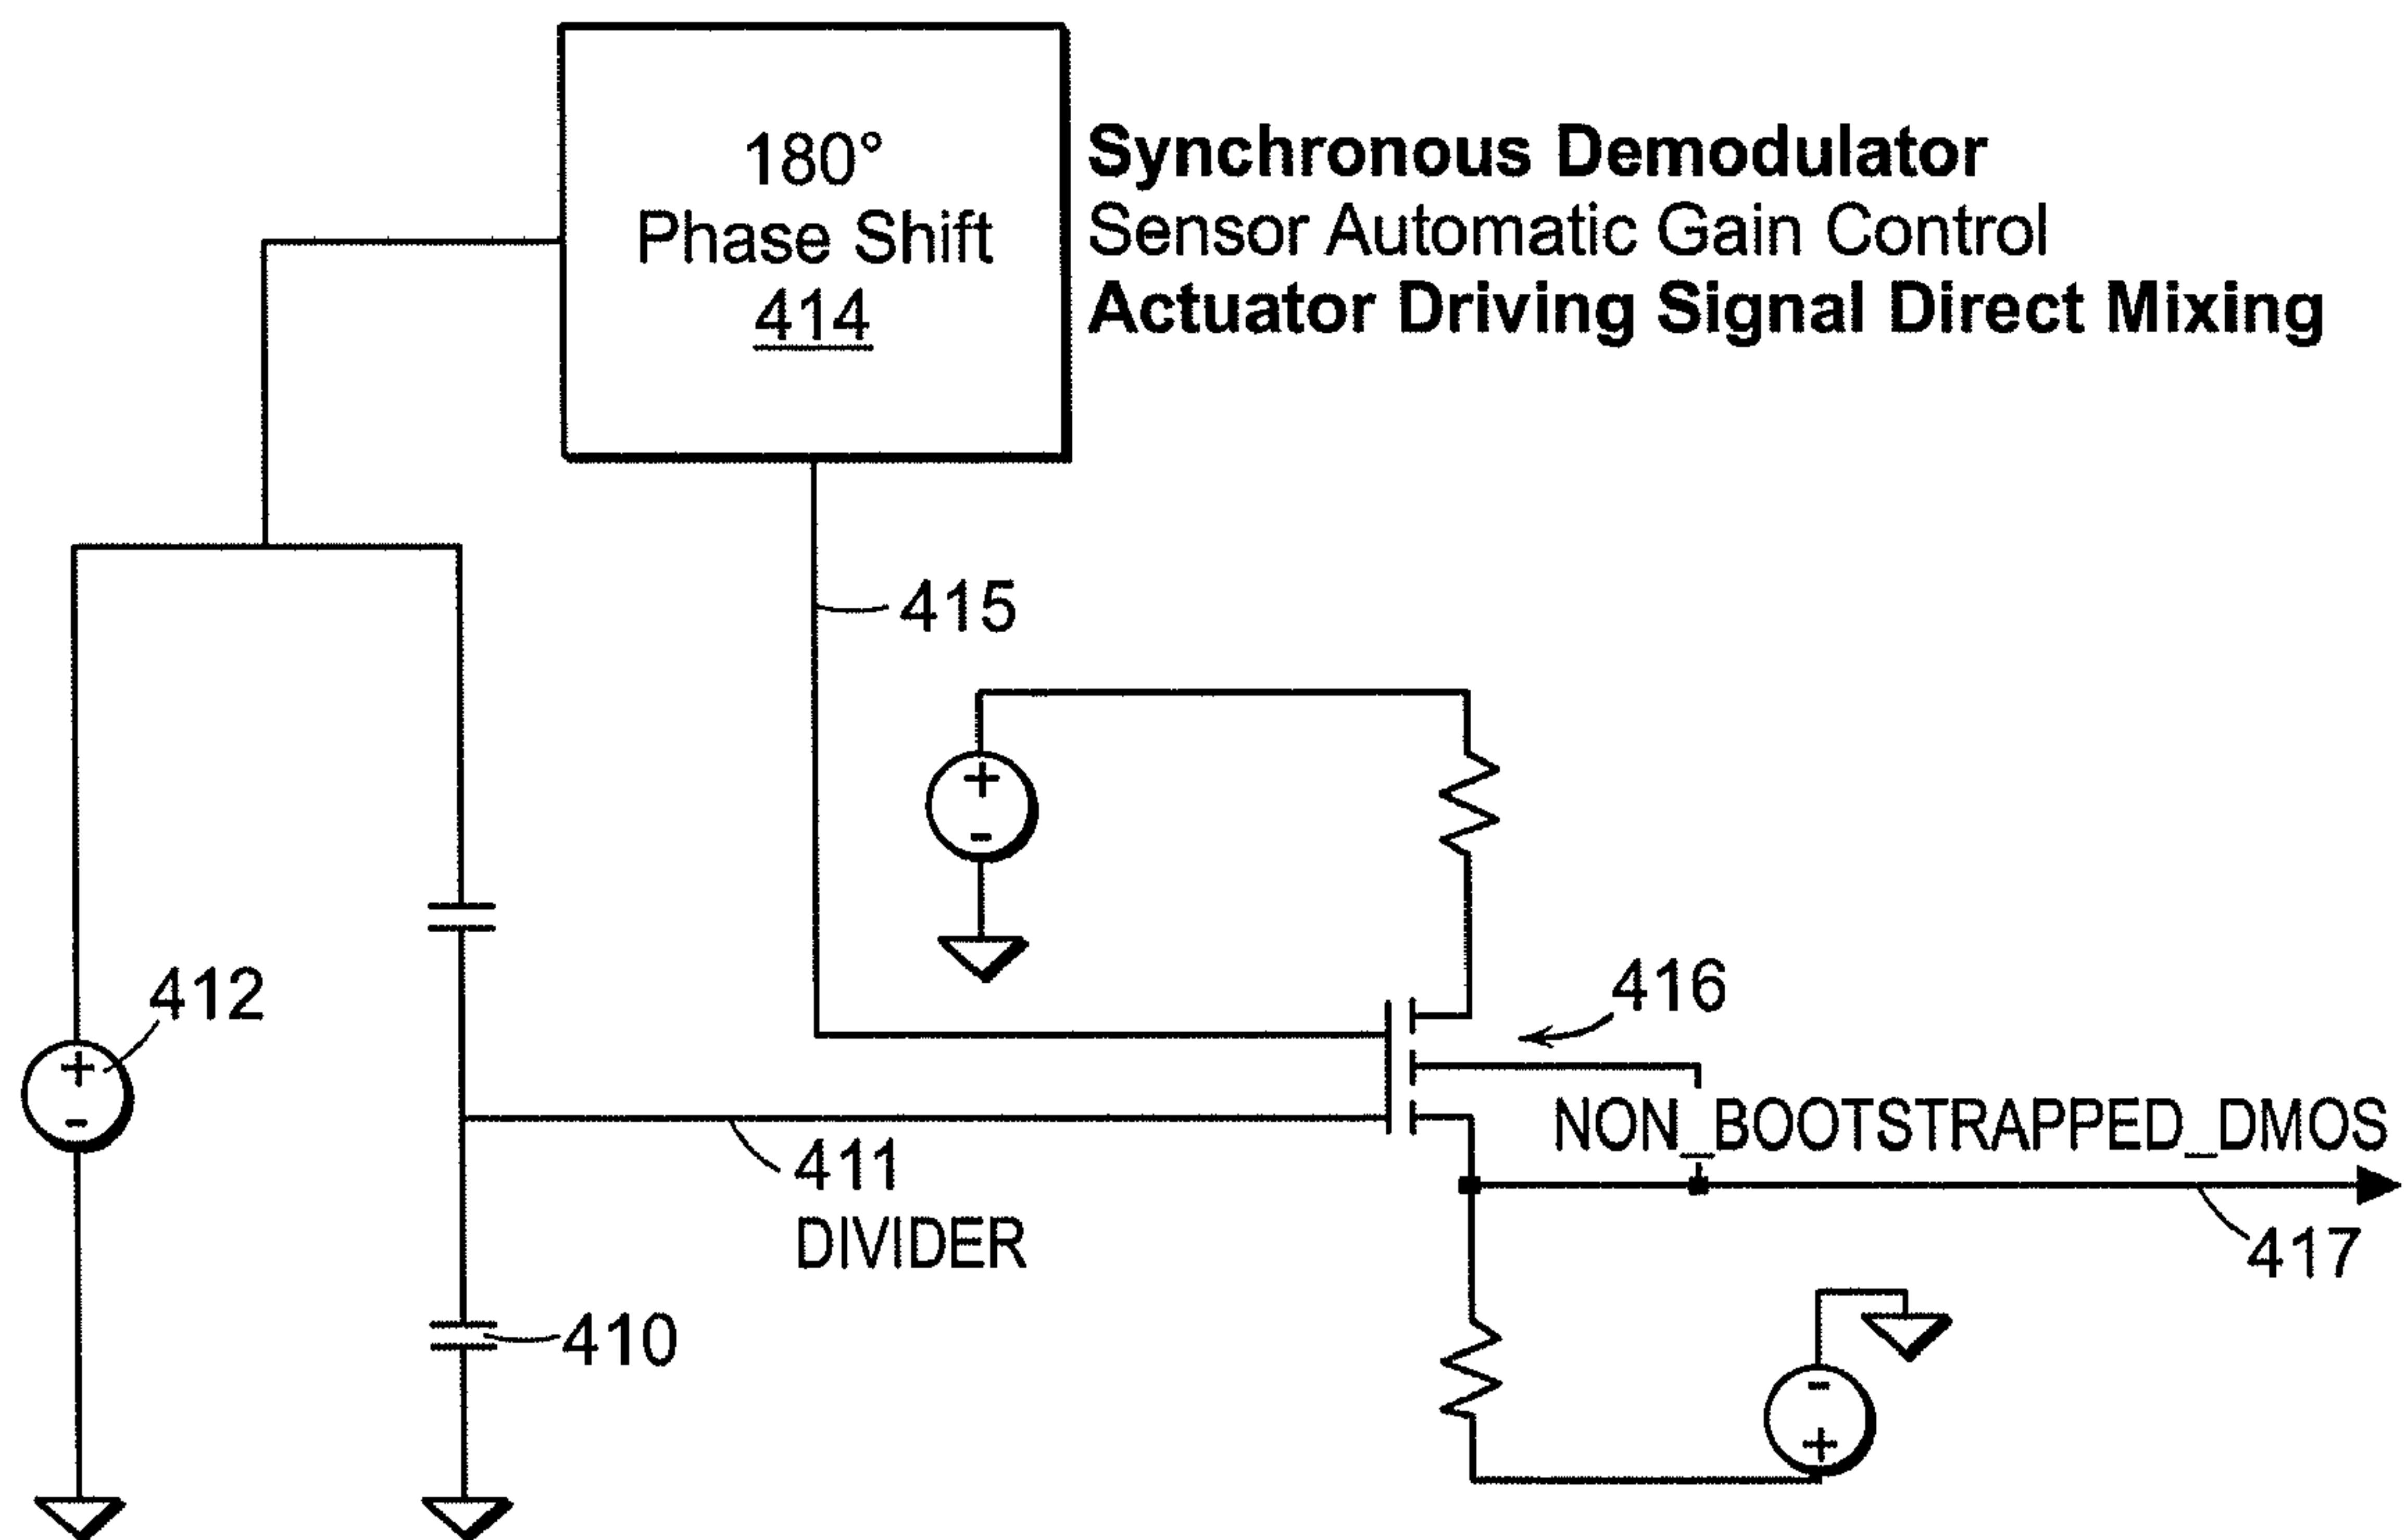 180°
Phase Shift
414
Synchronous Demodulator
Sensor Automatic Gain Control
Actuator Driving Signal Direct Mixing
415
412
+
-
+
-
416
NON_BOOTSTRAPPED_DMOS
411
DIVIDER
417
410
-
+